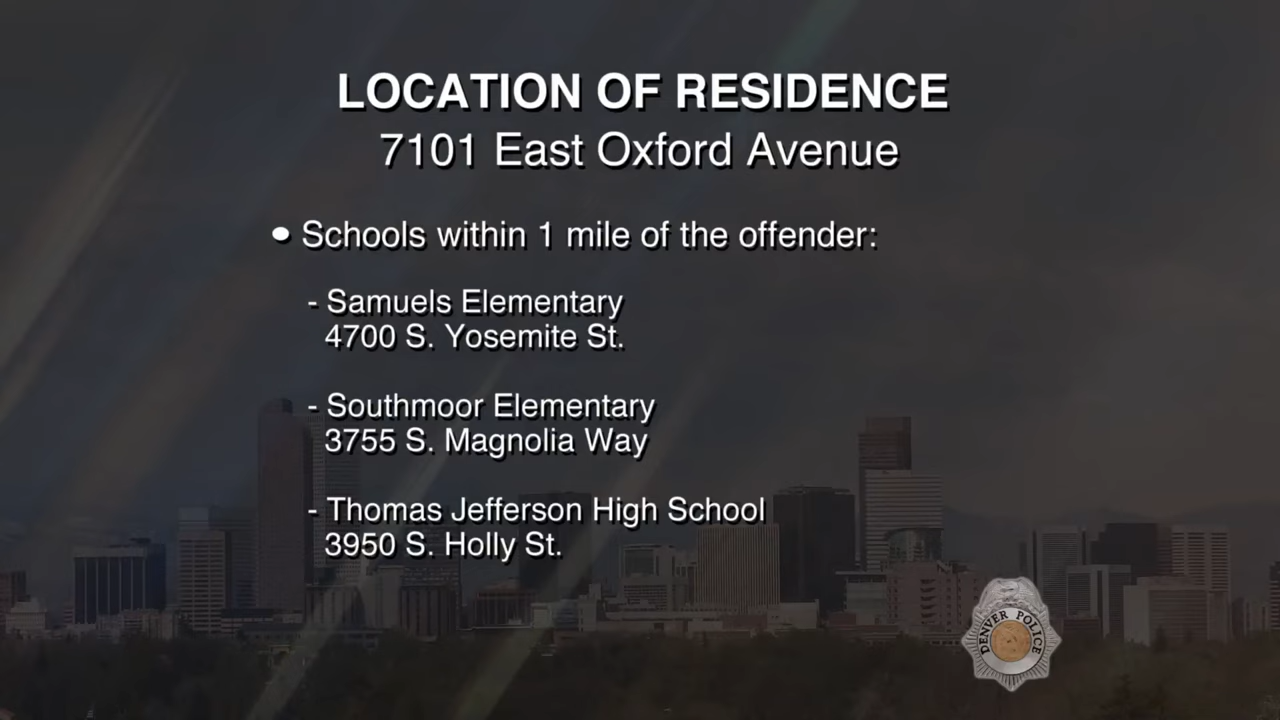 LOCATION OF RESIDENCE
7101 East Oxford Avenue
• Schools within 1 mile of the offender:
- Samuels Elementary
4700 S. Yosemite St.
- Southmoor Elementary
3755 S. Magnolia Way
- Thomas Jefferson High School
3950 S. Holly St.
DENVER POLICE